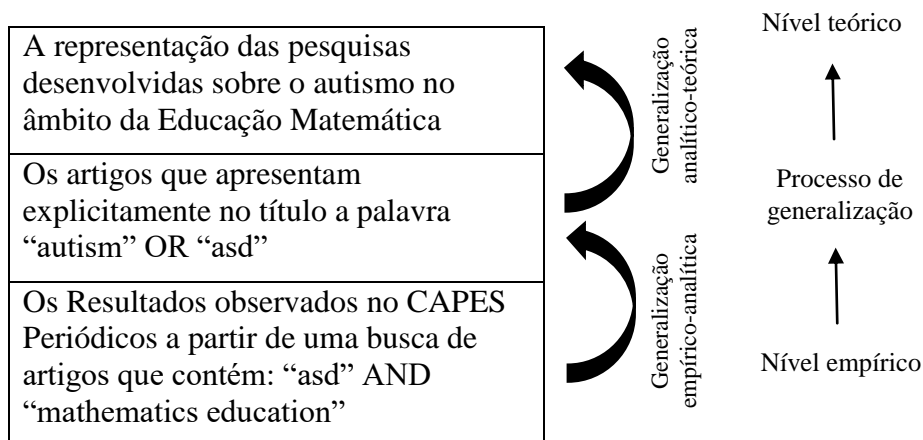 A representação das pesquisas
desenvolvidas sobre o autismo no
âmbito da Educação Matemática
Os artigos que apresentam
explicitamente no título a palavra
“autism” OR “asd”
Os Resultados observados no CAPES
Periódicos a partir de uma busca de
artigos que contém: “asd” AND
“mathematics education”
Generalização
analítico-teórica
Generalização
empírico-analítica
Nível teórico
Processo de
generalização
Nível empírico